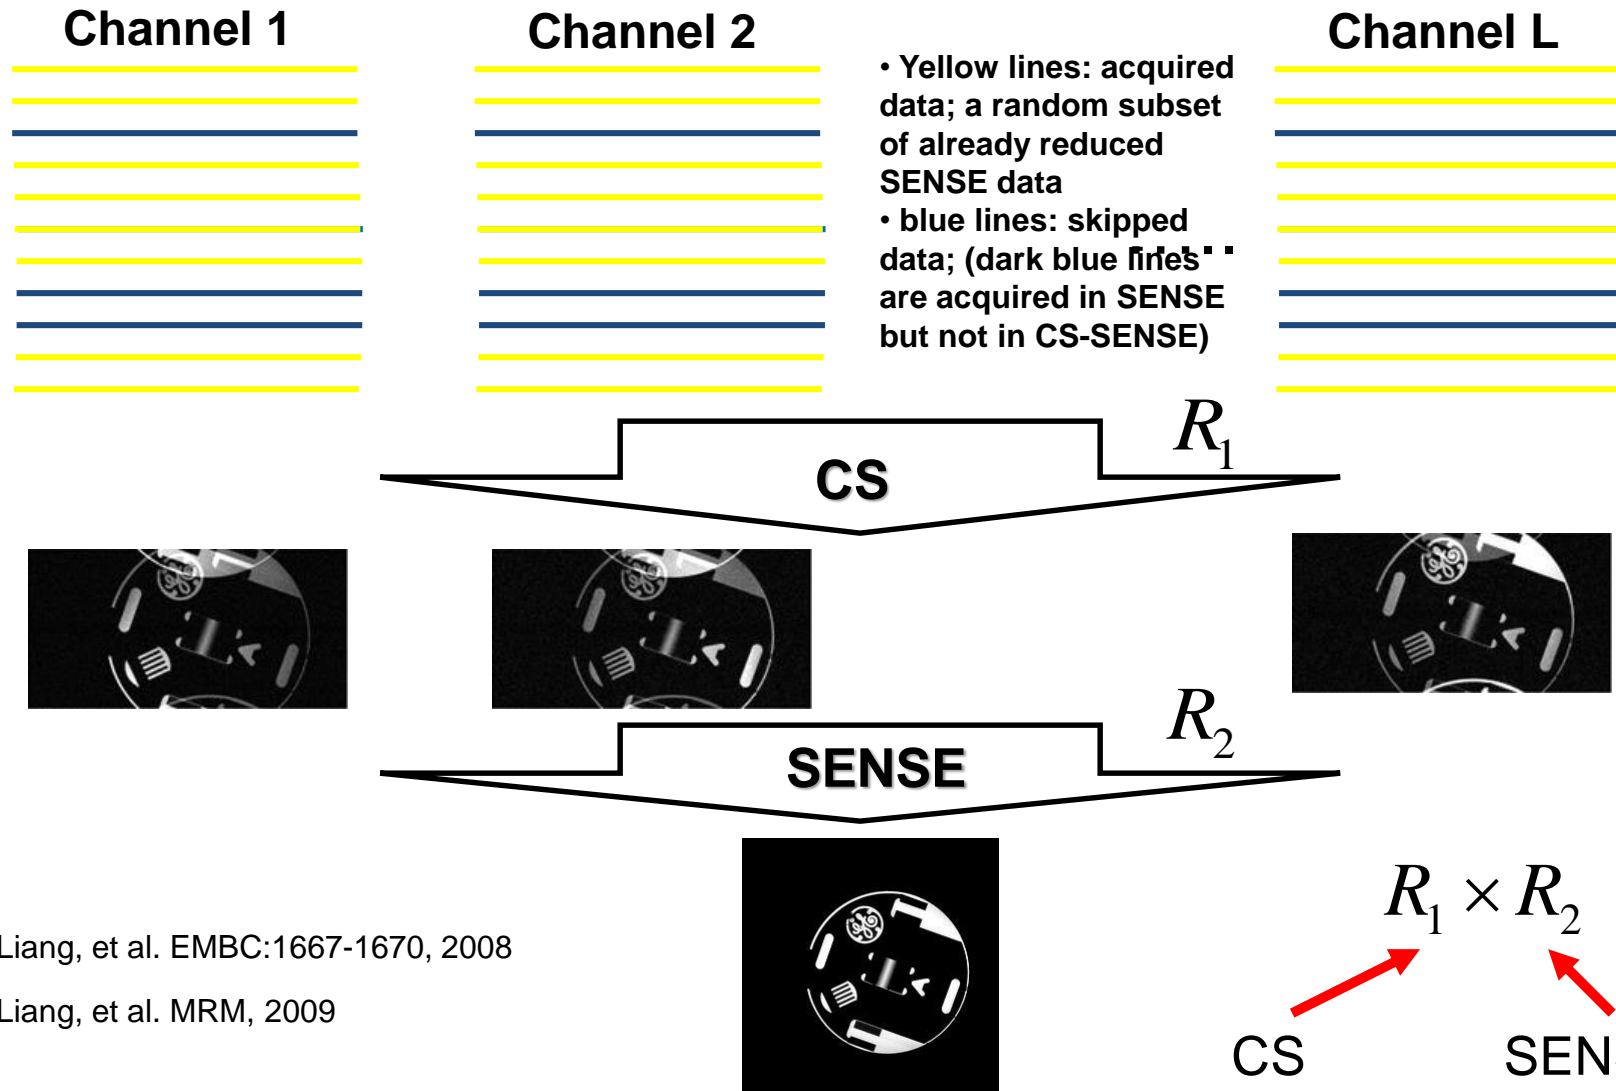 Channel 1
Channel 2
Channel L
• Yellow lines: acquired
data; a random subset
of already reduced
SENSE data
• blue lines: skipped
data; (dark blue lines
are acquired in SENSE
but not in CS-SENSE)
......
R1
CS
R2
SENSE
R1 × R2
Liang, et al. EMBC:1667-1670, 2008
Liang, et al. MRM, 2009
CS
SEN